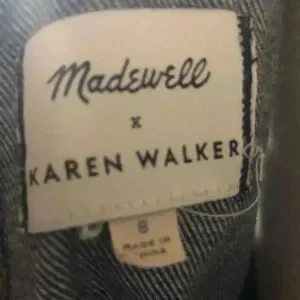 Madewell
x
KAREN WALKER
8
MADE IN
CHINA